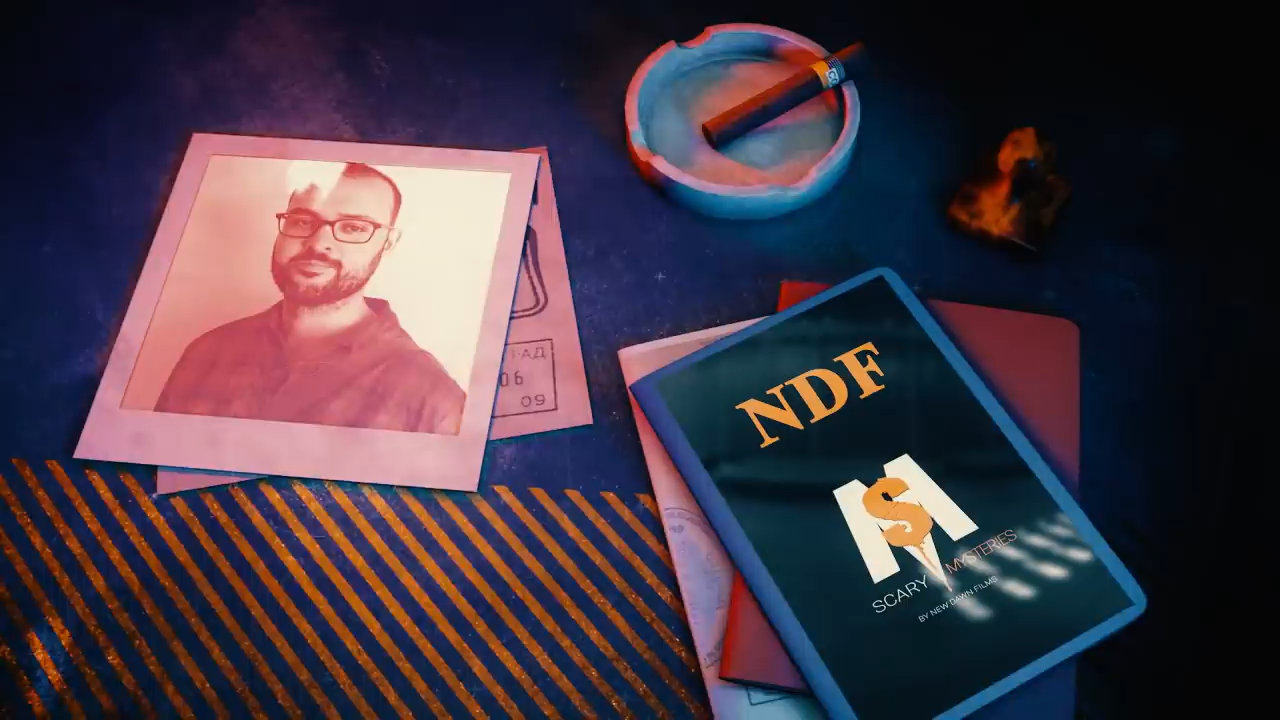 ГАД
06
09
NDF
M
S
SCARY MYSTERIES
BY NEW DAWN FILMS